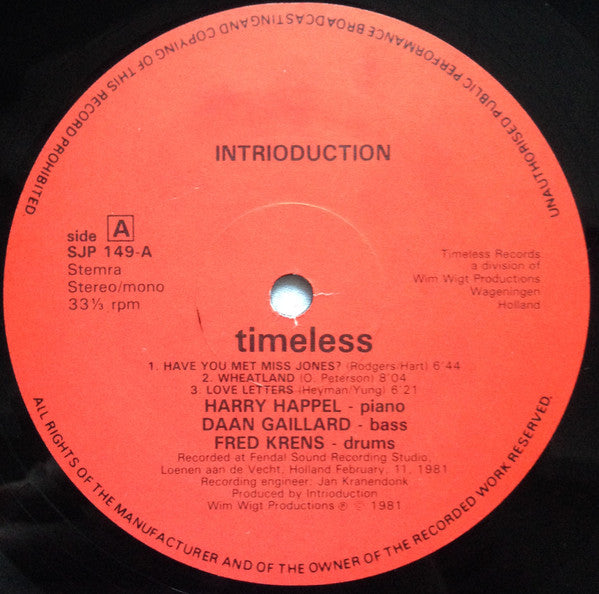 UNAUTHORISED PUBLIC PERFORMANCE BROADCASTING AND COPYING OF THIS RECORD PROHIBITED.
INTRIODUCTION
side A
SJP 149-A
Stemra
Stereo/mono
33⅓ rpm
Timeless Records
a division of
Wim Wigt Productions
Wageningen
Holland
timeless
1. HAVE YOU MET MISS JONES? (Rodgers/Hart) 6'44
2. WHEATLAND (O. Peterson) 8'04
3. LOVE LETTERS (Heyman/Yung) 6'21
HARRY HAPPEL - piano
DAAN GAILLARD - bass
FRED KRENS - drums
Recorded at Fendal Sound Recording Studio,
Loenen aan de Vecht, Holland February, 11, 1981
Recording engineer: Jan Kranendonk
Produced by Intrioduction
Wim Wigt Productions ℗ © 1981
ALL RIGHTS OF THE MANUFACTURER AND OF THE OWNER OF THE RECORDED WORK RESERVED.